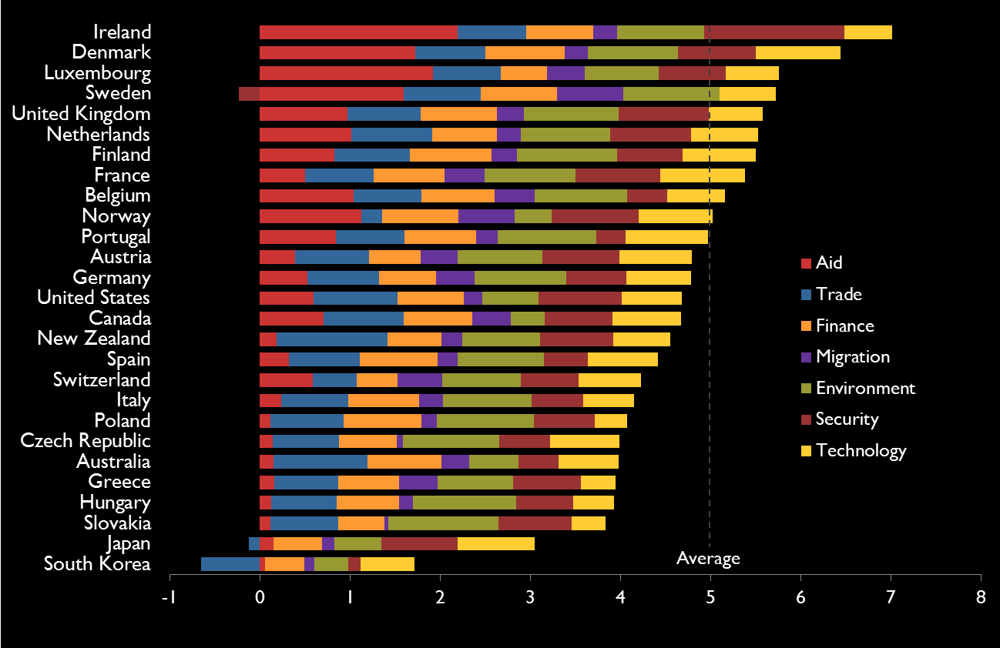 Ireland
Denmark
Luxembourg
Sweden
United Kingdom
Netherlands
Finland
France
Belgium
Norway
Portugal
Austria
Germany
United States
Canada
New Zealand
Spain
Switzerland
Italy
Poland
Czech Republic
Australia
Greece
Hungary
Slovakia
Japan
South Korea
Aid
Trade
Finance
Migration
Environment
Security
Technology
Average
-1 0 1 2 3 4 5 6 7 8